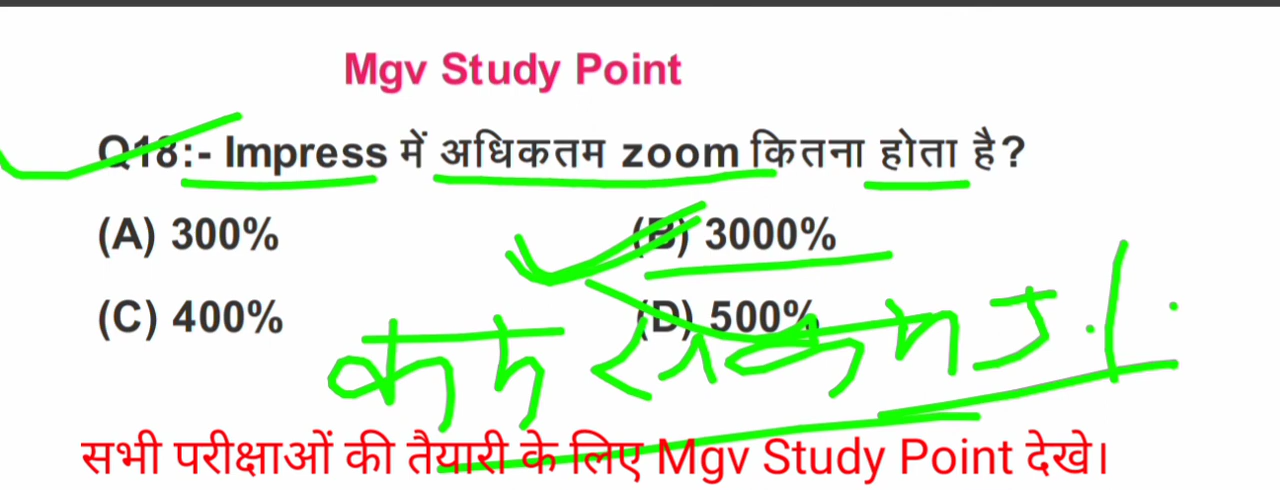 Mgv Study Point
Q18:- Impress में अधिकतम zoom कितना होता है?
(A) 300% (B) 3000%
(C) 400% (D) 500%
सभी परीक्षाओं की तैयारी के लिए Mgv Study Point देखे।